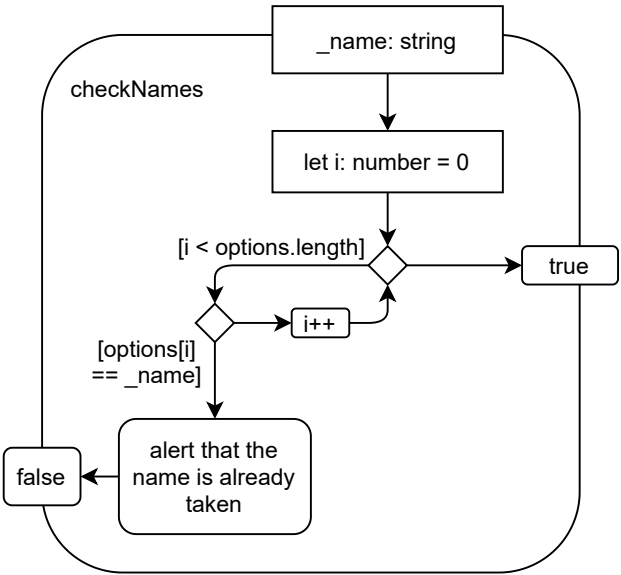 _name: string
checkNames
let i: number = 0
[i < options.length]
true
i++
[options[i]
== _name]
alert that the
name is already
taken
false